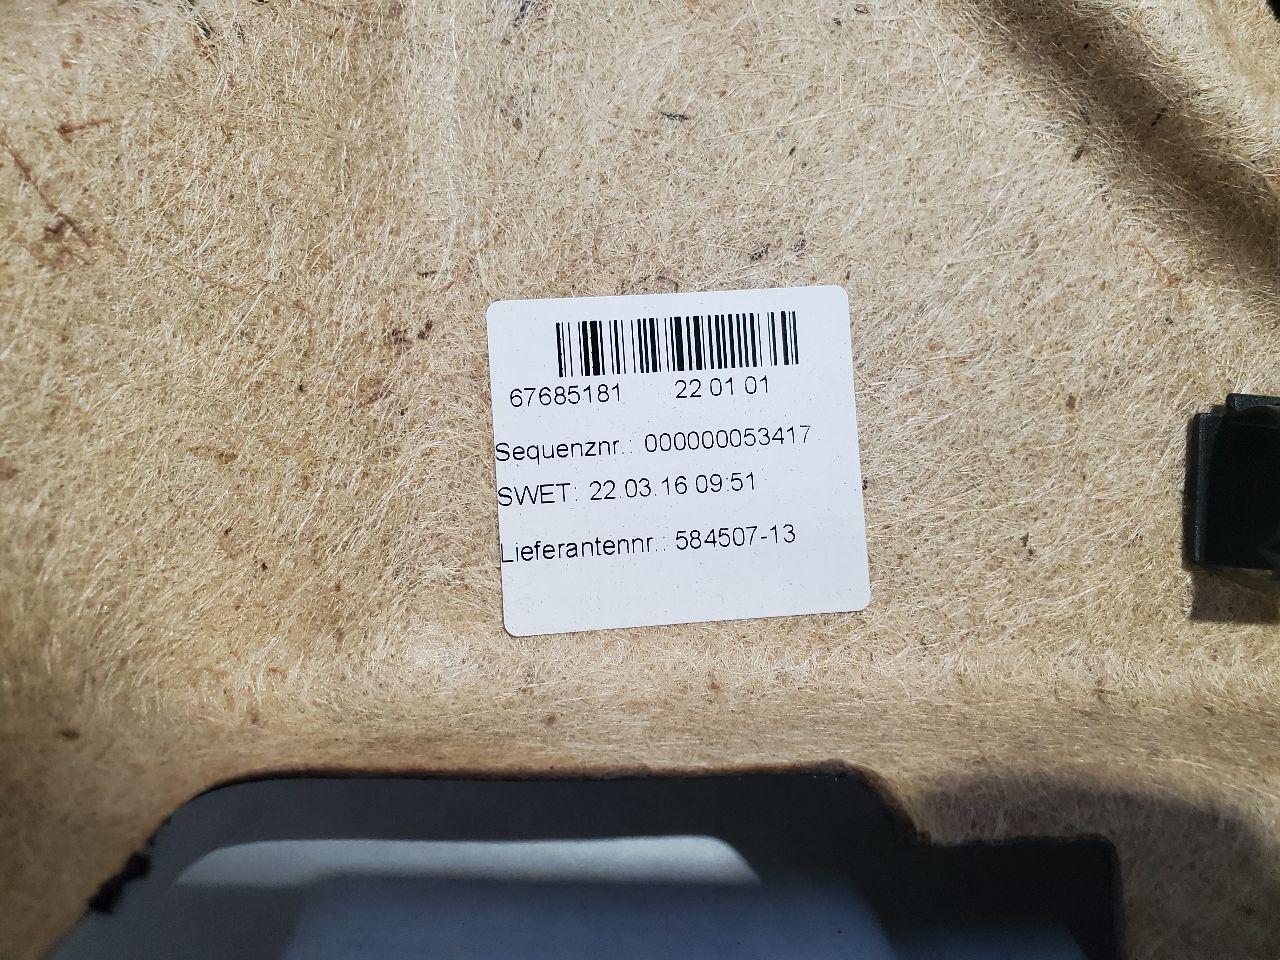 67685181 22 01 01
Sequenznr.: 000000053417
SWET: 22.03.16 09:51
Lieferantennr.: 584507-13